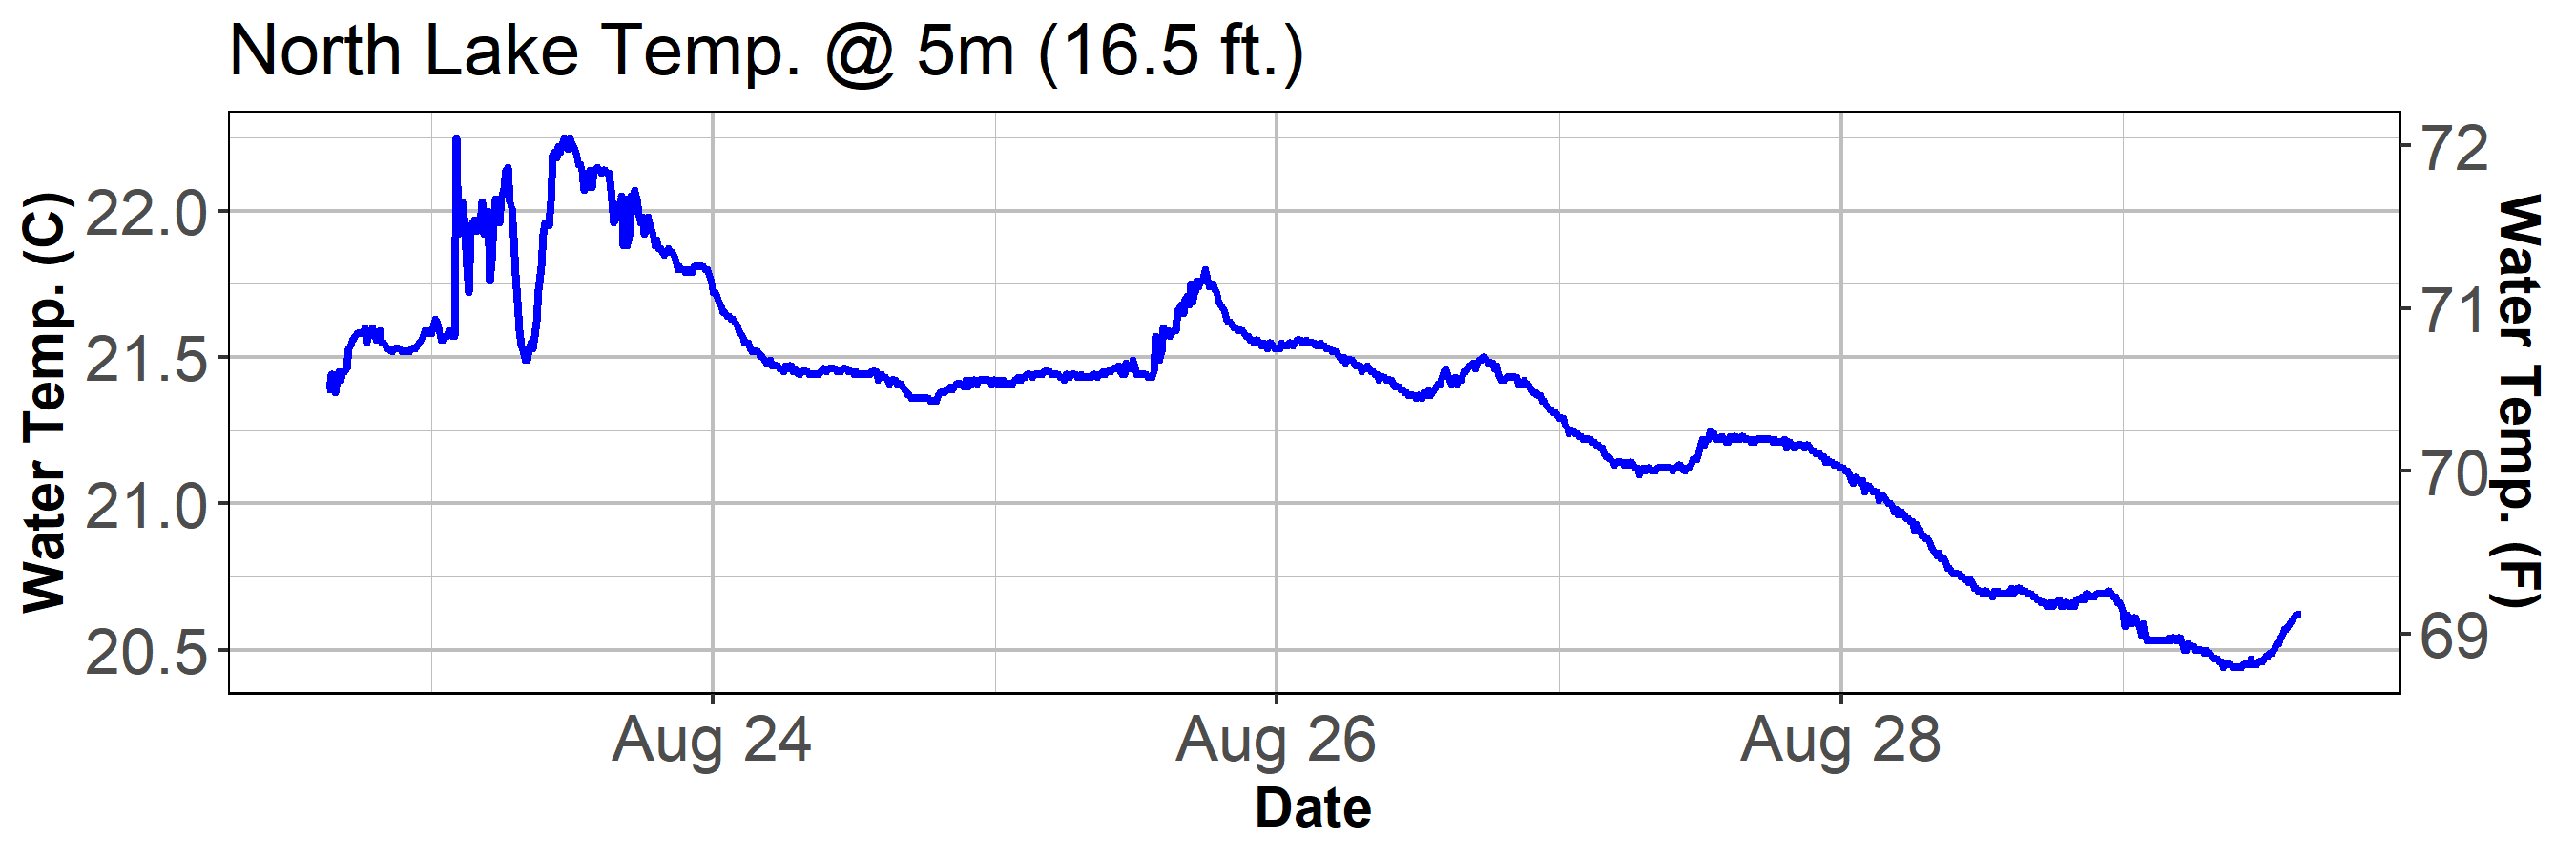 North Lake Temp. @ 5m (16.5 ft.)
Water Temp. (C)
22.0
21.5
21.0
20.5
72
71
70
69
Water Temp. (F)
Aug 24
Aug 26
Aug 28
Date